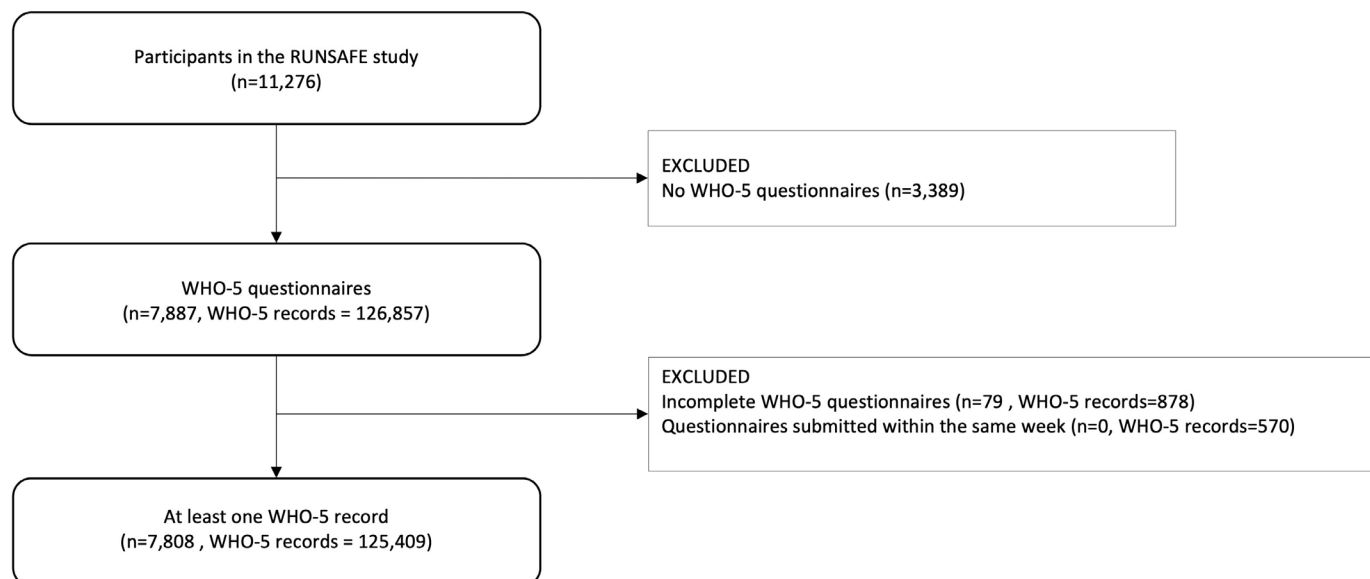 Participants in the RUNSAFE study
(n=11,276)
EXCLUDED
No WHO-5 questionnaires (n=3,389)
WHO-5 questionnaires
(n=7,887, WHO-5 records = 126,857)
EXCLUDED
Incomplete WHO-5 questionnaires (n=79 , WHO-5 records=878)
Questionnaires submitted within the same week (n=0, WHO-5 records=570)
At least one WHO-5 record
(n=7,808 , WHO-5 records = 125,409)